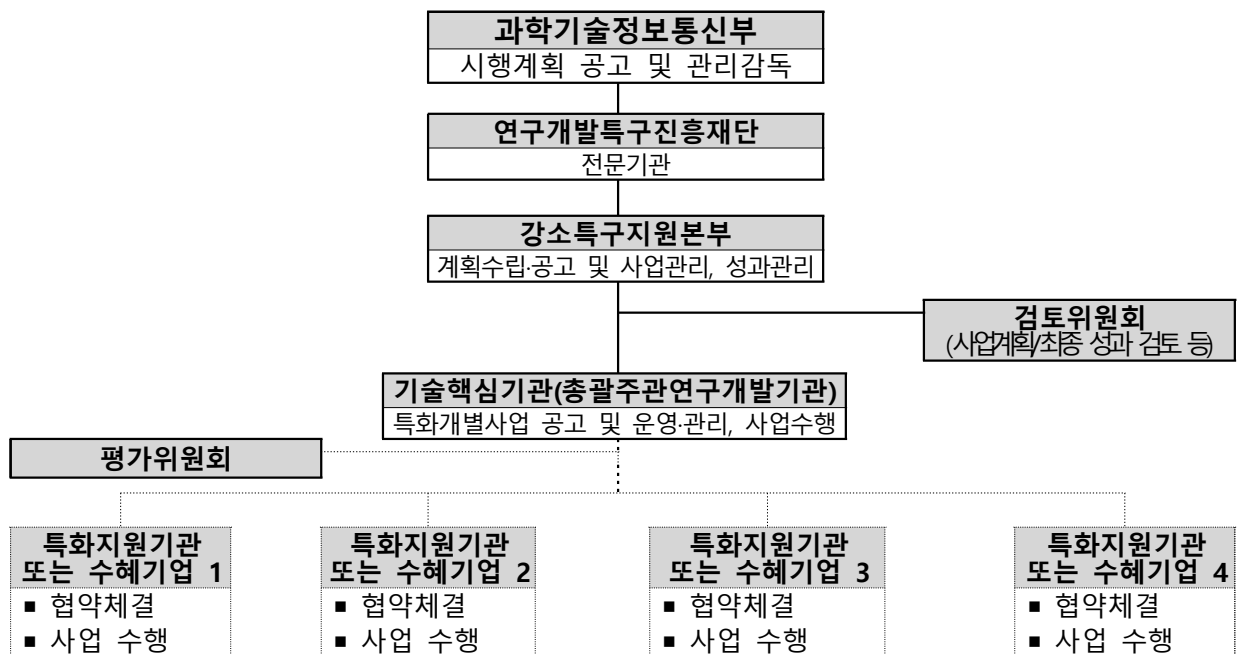 과학기술정보통신부
시행계획 공고 및 관리감독
연구개발특구진흥재단
전문기관
강소특구지원본부
계획수립·공고 및 사업관리, 성과관리
검토위원회
(사업계획/최종 성과 검토 등)
기술핵심기관(총괄주관연구개발기관)
특화개별사업 공고 및 운영·관리, 사업수행
평가위원회
특화지원기관
또는 수혜기업 1
■ 협약체결
■ 사업 수행
특화지원기관
또는 수혜기업 2
■ 협약체결
■ 사업 수행
특화지원기관
또는 수혜기업 3
■ 협약체결
■ 사업 수행
특화지원기관
또는 수혜기업 4
■ 협약체결
■ 사업 수행